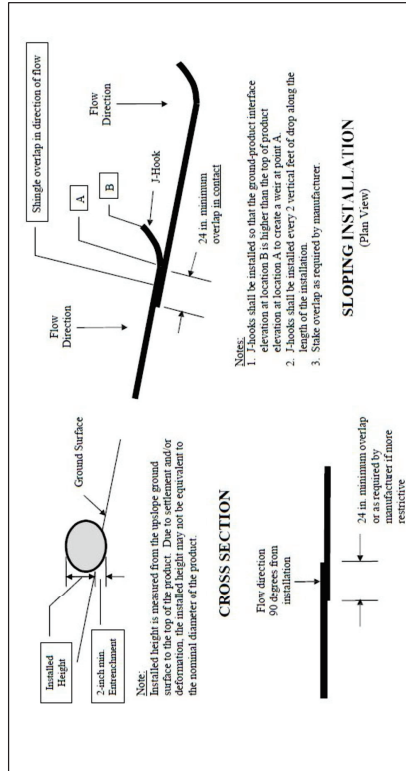 Installed
Height
2-inch min.
Entrenchment
Ground Surface
Note:
Installed height is measured from the upslope ground
surface to the top of the product. Due to settlement and/or
deformation, the installed height may not be equivalent to
the nominal diameter of the product.
CROSS SECTION
Flow direction
90 degrees from
installation
24 in. minimum overlap
or as required by
manufacturer if more
restrictive
Shingle overlap in direction of flow
Flow
Direction
A
B
J-Hook
Flow
Direction
24 in. minimum
overlap in contact
Notes:
1. J-hooks shall be installed so that the ground-product interface
elevation at location B is higher than the top of product
elevation at location A to create a weir at point A.
2. J-hooks shall be installed every 2 vertical feet of drop along the
length of the installation.
3. Stake overlap as required by manufacturer.
SLOPING INSTALLATION
(Plan View)